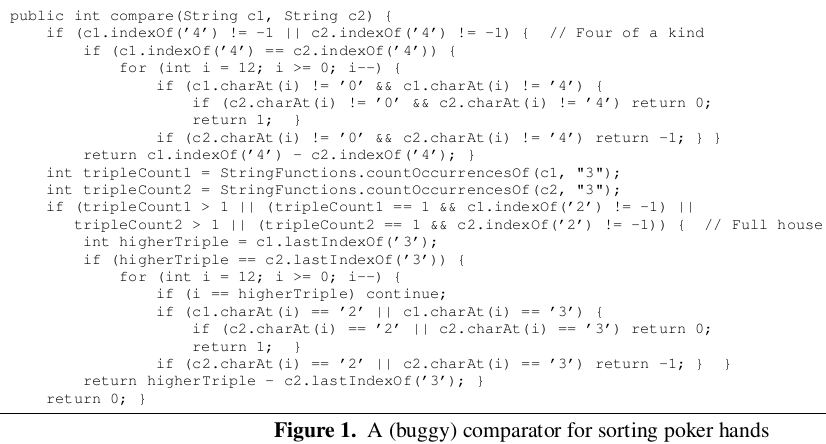 public int compare(String c1, String c2) {
    if (c1.indexOf('4') != -1 || c2.indexOf('4') != -1) {  // Four of a kind
        if (c1.indexOf('4') == c2.indexOf('4')) {
            for (int i = 12; i >= 0; i--) {
                if (c1.charAt(i) != '0' && c1.charAt(i) != '4') {
                    if (c2.charAt(i) != '0' && c2.charAt(i) != '4') return 0;
                    return 1;  }
                if (c2.charAt(i) != '0' && c2.charAt(i) != '4') return -1; } }
        return c1.indexOf('4') - c2.indexOf('4'); }
    int tripleCount1 = StringFunctions.countOccurrencesOf(c1, "3");
    int tripleCount2 = StringFunctions.countOccurrencesOf(c2, "3");
    if (tripleCount1 > 1 || (tripleCount1 == 1 && c1.indexOf('2') != -1) ||
       tripleCount2 > 1 || (tripleCount2 == 1 && c2.indexOf('2') != -1)) {  // Full house
        int higherTriple = c1.lastIndexOf('3');
        if (higherTriple == c2.lastIndexOf('3')) {
            for (int i = 12; i >= 0; i--) {
                if (i == higherTriple) continue;
                if (c1.charAt(i) == '2' || c1.charAt(i) == '3') {
                    if (c2.charAt(i) == '2' || c2.charAt(i) == '3') return 0;
                    return 1;  }
                if (c2.charAt(i) == '2' || c2.charAt(i) == '3') return -1; }  }
        return higherTriple - c2.lastIndexOf('3'); }
    return 0; }
Figure 1. A (buggy) comparator for sorting poker hands